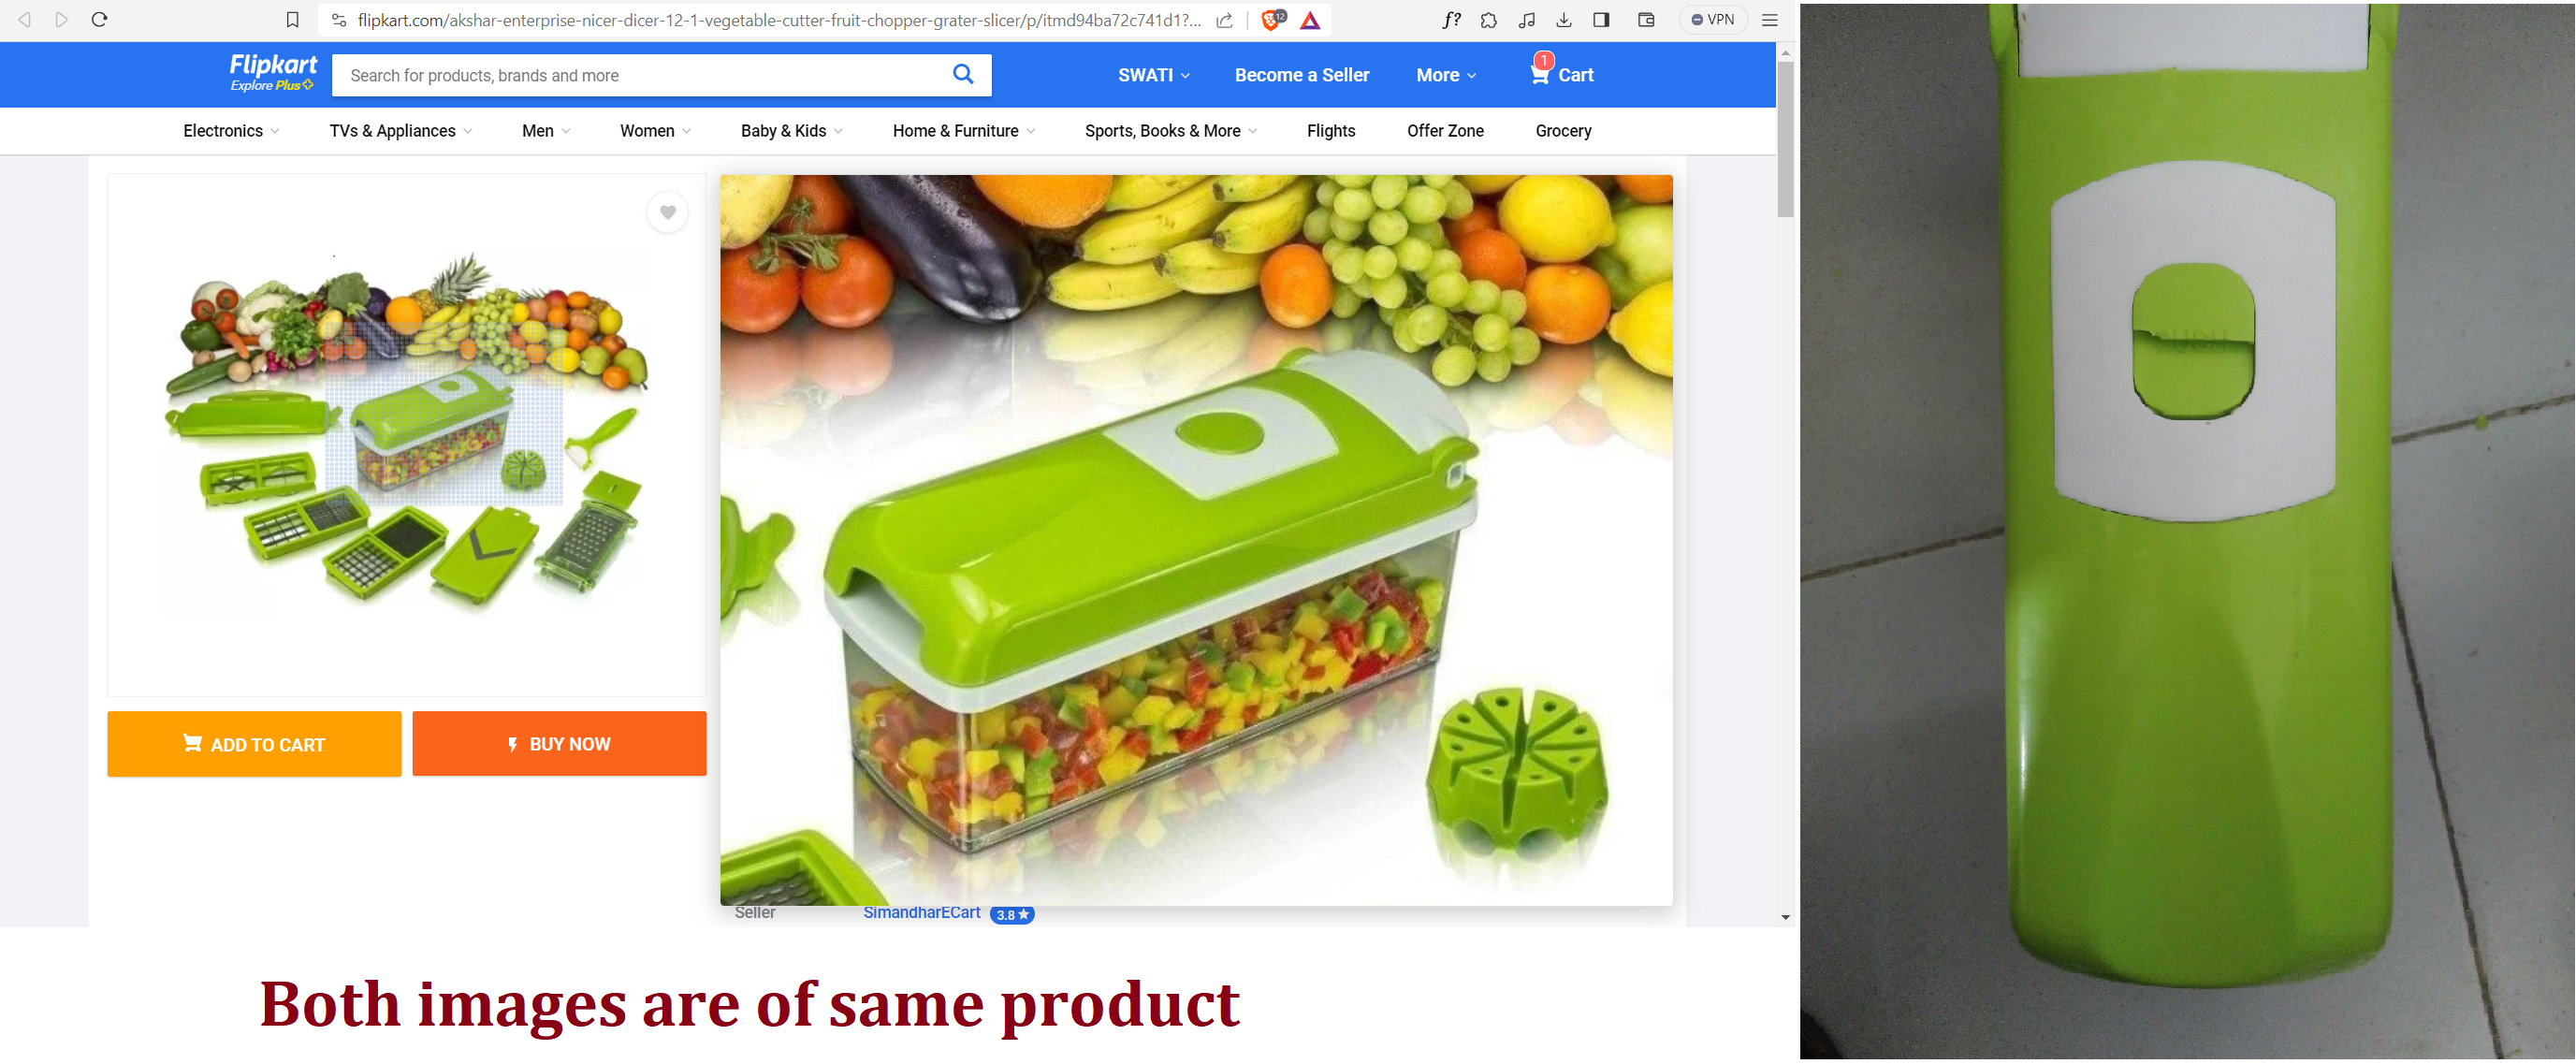 flipkart.com/akshar-enterprise-nicer-dicer-12-1-vegetable-cutter-fruit-chopper-grater-slicer/p/itmd94ba72c741d1?...
12
f?
VPN
Flipkart
Explore Plus
Search for products, brands and more
SWATI
Become a Seller
More
1
Cart
Electronics
TVs & Appliances
Men
Women
Baby & Kids
Home & Furniture
Sports, Books & More
Flights
Offer Zone
Grocery
ADD TO CART
BUY NOW
Seller
SimandharECart
3.8★
Both images are of same product